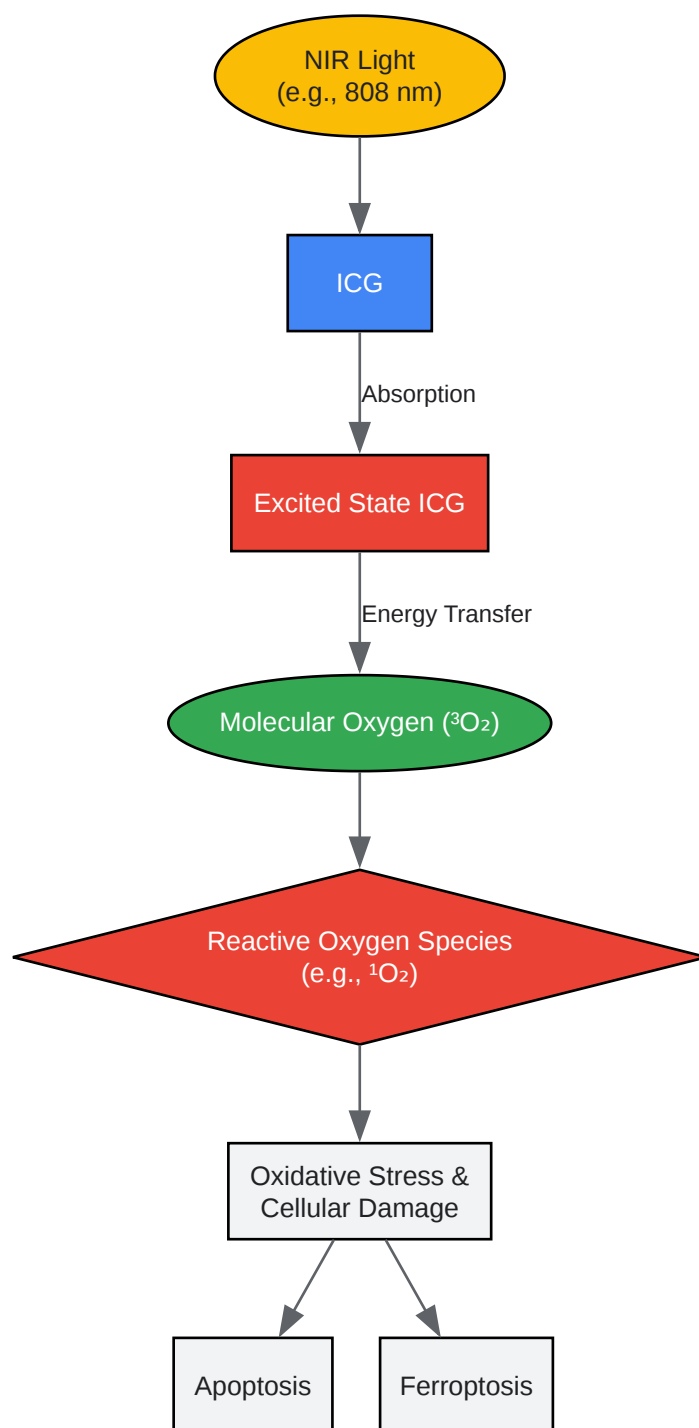 NIR Light
(e.g., 808 nm)
ICG
Absorption
Excited State ICG
Energy Transfer
Molecular Oxygen (³O₂)
Reactive Oxygen Species
(e.g., ¹O₂)
Oxidative Stress &
Cellular Damage
Apoptosis
Ferroptosis